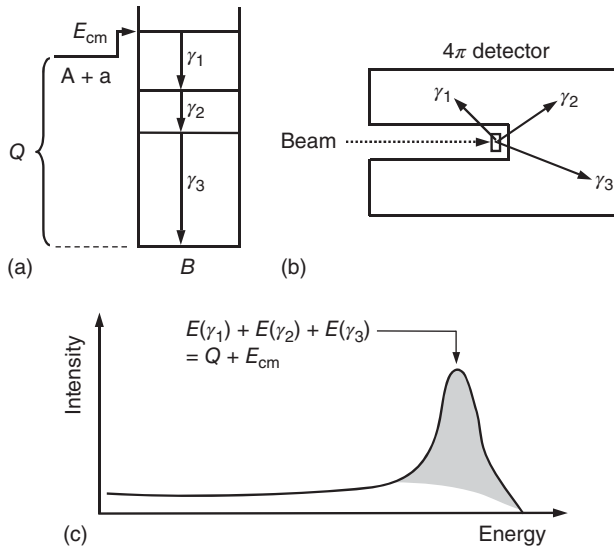 E_cm
A + a
Q
γ₁
γ₂
γ₃
B
(a)
4π detector
γ₁
γ₂
γ₃
Beam
(b)
E(γ₁) + E(γ₂) + E(γ₃)
= Q + E_cm
Intensity
Energy
(c)